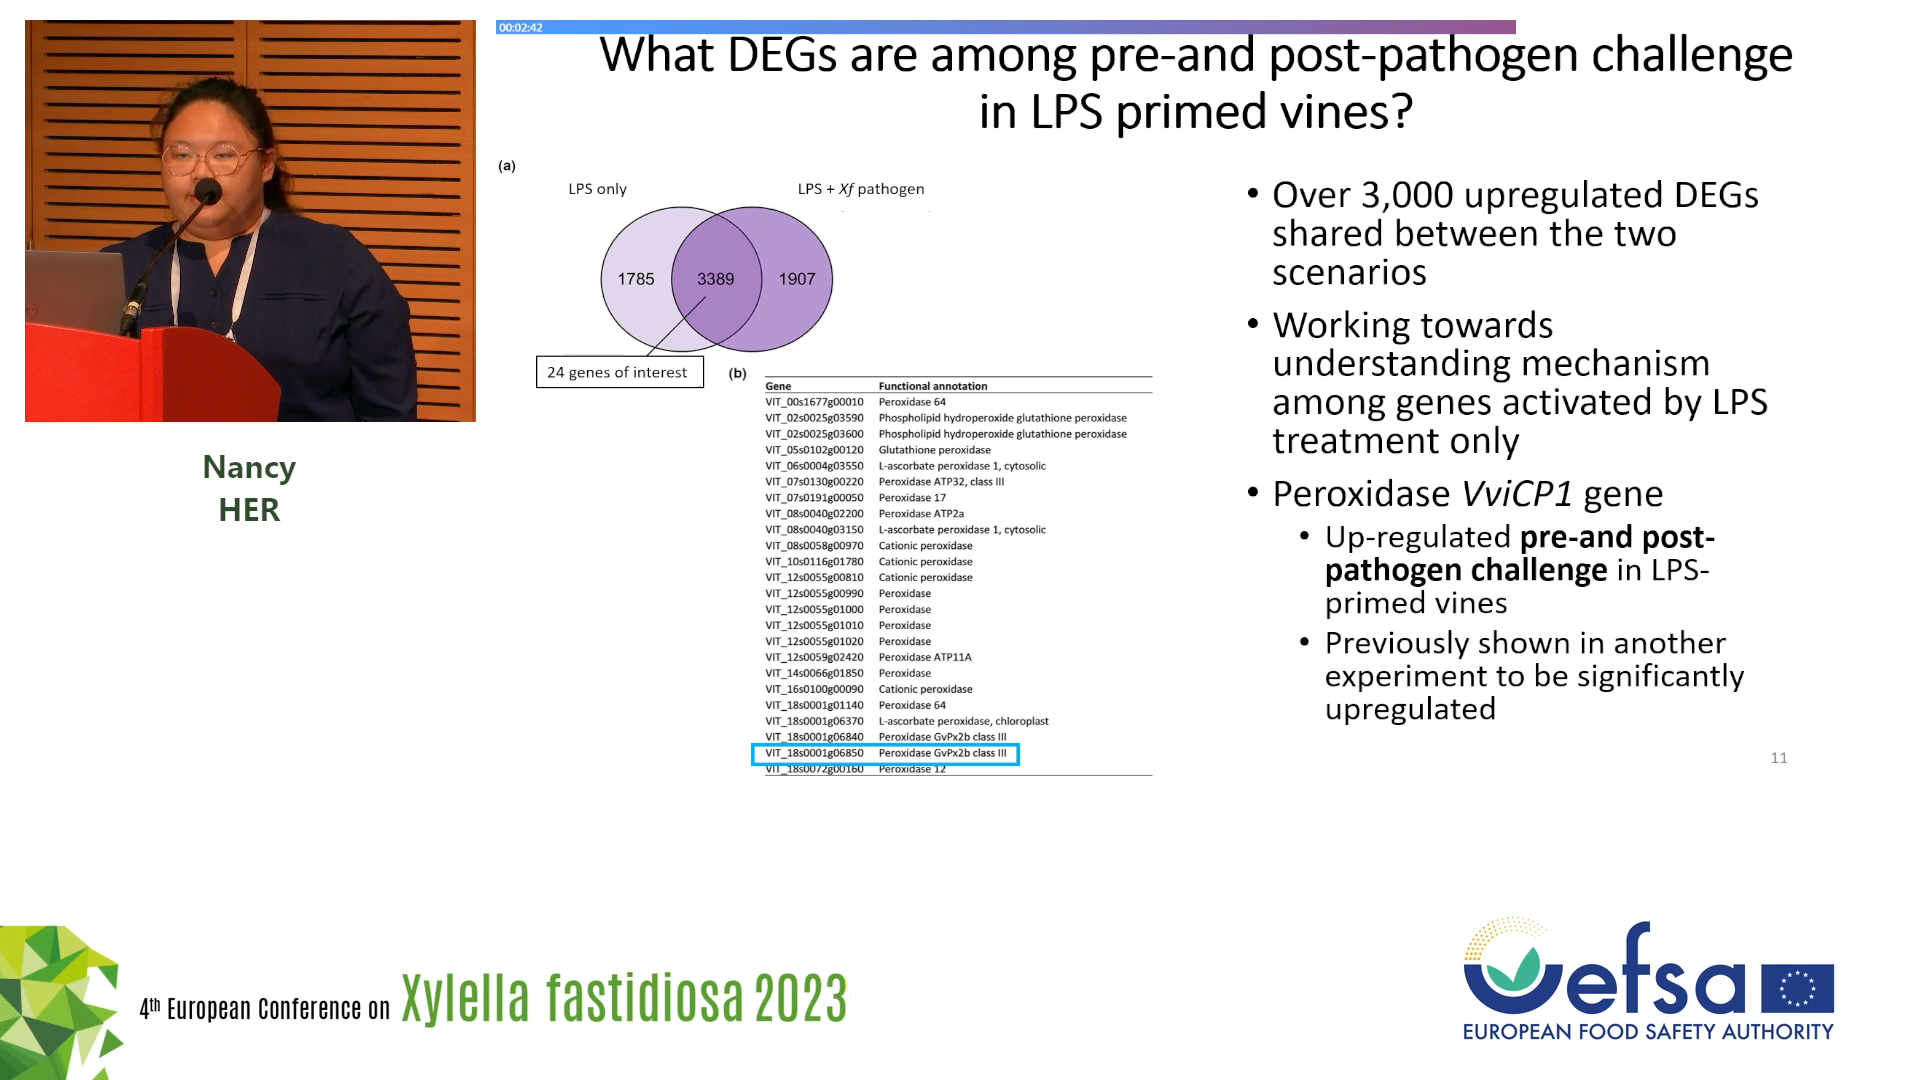 00:02:42
What DEGs are among pre-and post-pathogen challenge
in LPS primed vines?
(a)
LPS only
LPS + Xf pathogen
1785
3389
1907
24 genes of interest
(b)
Gene Functional annotation
VIT_00s1677g00010 Peroxidase 64
VIT_02s0025g03590 Phospholipid hydroperoxide glutathione peroxidase
VIT_02s0025g03600 Phospholipid hydroperoxide glutathione peroxidase
VIT_05s0102g00120 Glutathione peroxidase
VIT_06s0004g03550 L-ascorbate peroxidase 1, cytosolic
VIT_07s0130g00220 Peroxidase ATP32, class III
VIT_07s0191g00050 Peroxidase 17
VIT_08s0040g02200 Peroxidase ATP2a
VIT_08s0040g03150 L-ascorbate peroxidase 1, cytosolic
VIT_08s0058g00970 Cationic peroxidase
VIT_10s0116g01780 Cationic peroxidase
VIT_12s0055g00810 Cationic peroxidase
VIT_12s0055g00990 Peroxidase
VIT_12s0055g01000 Peroxidase
VIT_12s0055g01010 Peroxidase
VIT_12s0055g01020 Peroxidase
VIT_12s0059g02420 Peroxidase ATP11A
VIT_14s0066g01850 Peroxidase
VIT_16s0100g00090 Cationic peroxidase
VIT_18s0001g01140 Peroxidase 64
VIT_18s0001g06370 L-ascorbate peroxidase, chloroplast
VIT_18s0001g06840 Peroxidase GvPx2b class III
VIT_18s0001g06850 Peroxidase GvPx2b class III
VIT_18s0072g00160 Peroxidase 12
• Over 3,000 upregulated DEGs
shared between the two
scenarios
• Working towards
understanding mechanism
among genes activated by LPS
treatment only
• Peroxidase VviCP1 gene
• Up-regulated pre-and post-
pathogen challenge in LPS-
primed vines
• Previously shown in another
experiment to be significantly
upregulated
11
Nancy
HER
4th European Conference on Xylella fastidiosa 2023
efsa
EUROPEAN FOOD SAFETY AUTHORITY